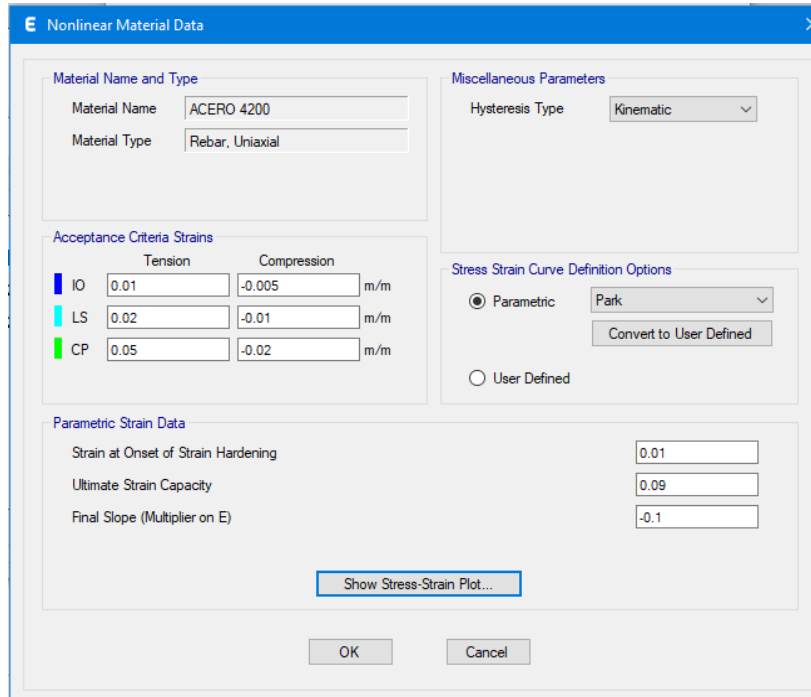 E Nonlinear Material Data
Material Name and Type
Material Name ACERO 4200
Material Type Rebar, Uniaxial
Miscellaneous Parameters
Hysteresis Type Kinematic
Acceptance Criteria Strains
Tension Compression
IO 0.01 -0.005 m/m
LS 0.02 -0.01 m/m
CP 0.05 -0.02 m/m
Stress Strain Curve Definition Options
Parametric Park
Convert to User Defined
User Defined
Parametric Strain Data
Strain at Onset of Strain Hardening 0.01
Ultimate Strain Capacity 0.09
Final Slope (Multiplier on E) -0.1
Show Stress-Strain Plot...
OK Cancel